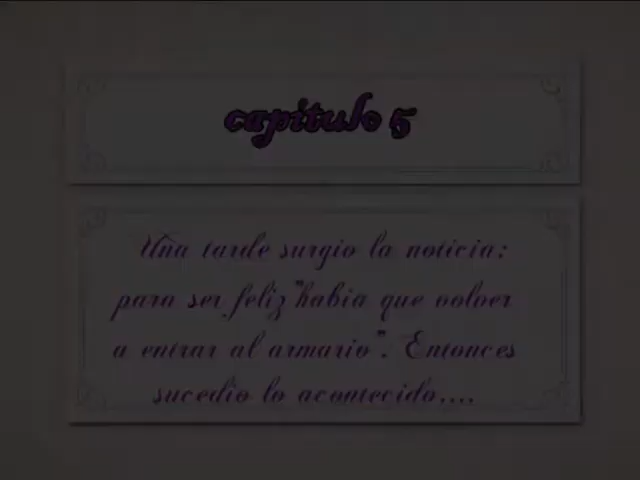 capitulo 5
Una tarde surgio la noticia:
para ser feliz "habia que volver
a entrar al armario". Entonces
sucedio lo acontecido....